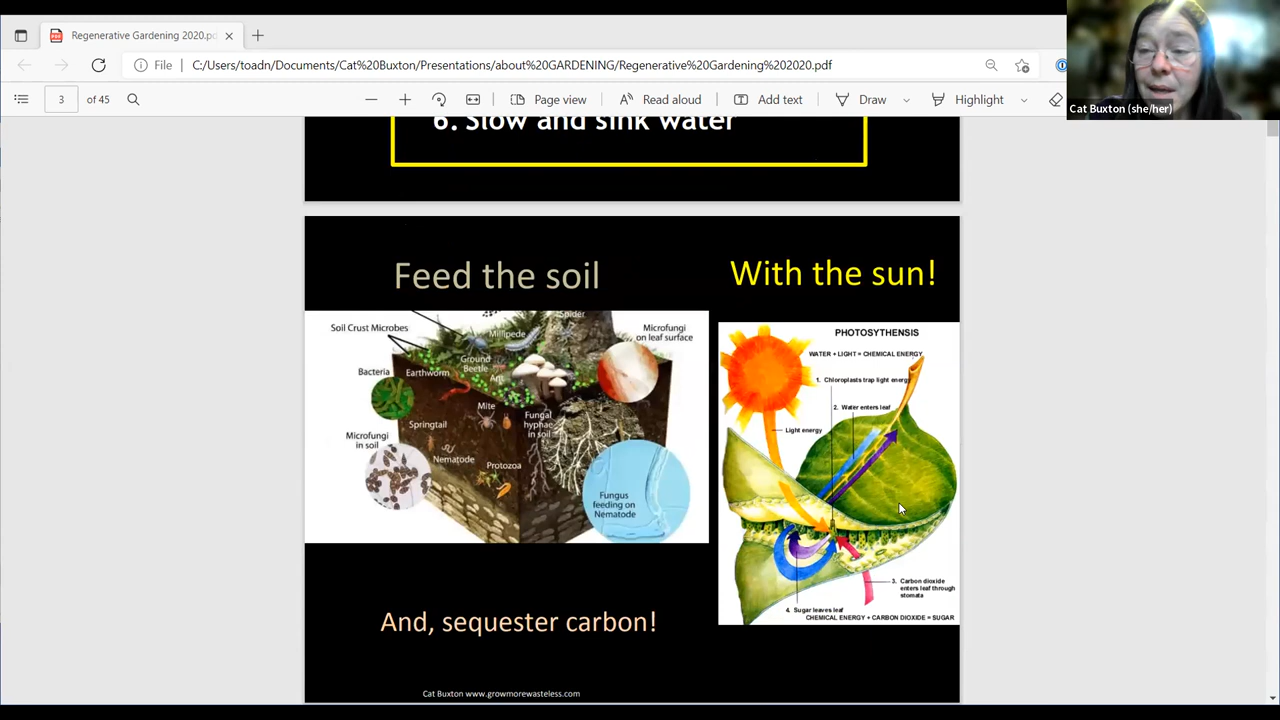 Regenerative Gardening 2020.pd
File
C:/Users/toadn/Documents/Cat%20Buxton/Presentations/about%20GARDENING/Regenerative%20Gardening%202020.pdf
3 of 45
Page view
Read aloud
Add text
Draw
Highlight
Cat Buxton (she/her)
6. Slow and sink water
Feed the soil
Soil Crust Microbes
Spider
Millipede
Microfungi
on leaf surface
Ground
Beetle
Ant
Bacteria
Earthworm
Mite
Fungal
hyphae
in soil
Springtail
Microfungi
in soil
Nematode
Protozoa
Fungus
feeding on
Nematode
And, sequester carbon!
With the sun!
PHOTOSYTHENSIS
WATER + LIGHT = CHEMICAL ENERGY
1. Chloroplasts trap light energy
2. Water enters leaf
Light energy
3. Carbon dioxide
enters leaf through
stomata
4. Sugar leaves leaf
CHEMICAL ENERGY + CARBON DIOXIDE = SUGAR
Cat Buxton www.growmorewasteless.com